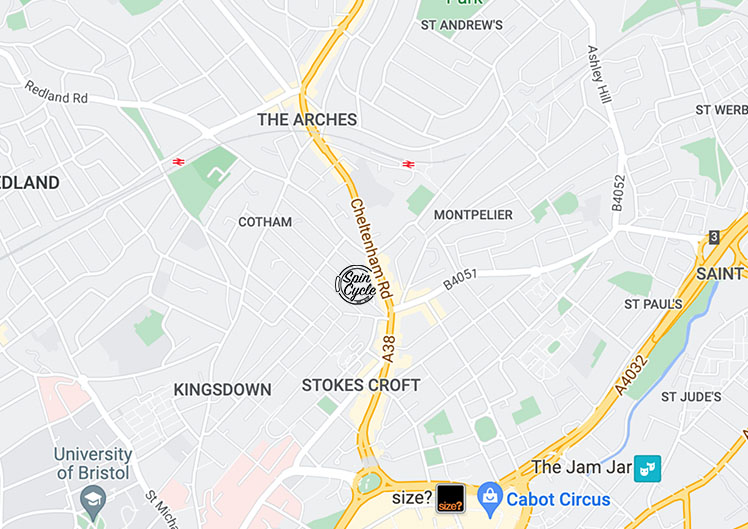 Park
ST ANDREW'S
Ashley Hill
Redland Rd
THE ARCHES
ST WERB
EDLAND
B4052
COTHAM
MONTPELIER
Cheltenham Rd
3
Spin
Cycle
B4051
SAINT
ST PAUL'S
A38
A4032
KINGSDOWN
STOKES CROFT
ST JUDE'S
University
of Bristol
The Jam Jar
St Micha
size?
size?
Cabot Circus